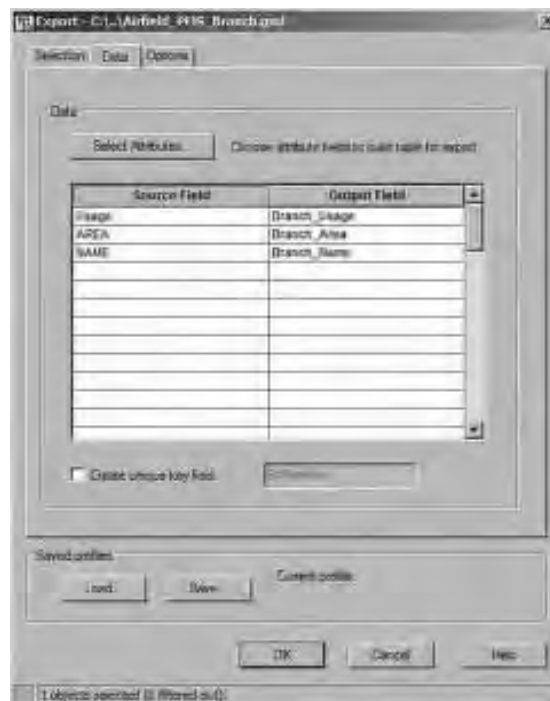 Export - C:\..\Airfield_PHS_Branch.gml
Selection Data Options
Data
Select Attributes... Choose attribute fields to build table for export
Source Field Output Field
Usage Branch_Usage
AREA Branch_Area
NAME Branch_Name
Create unique key field
Saved profiles
Load... Save... Current profile:
OK Cancel Help
1 objects selected (0 filtered out).